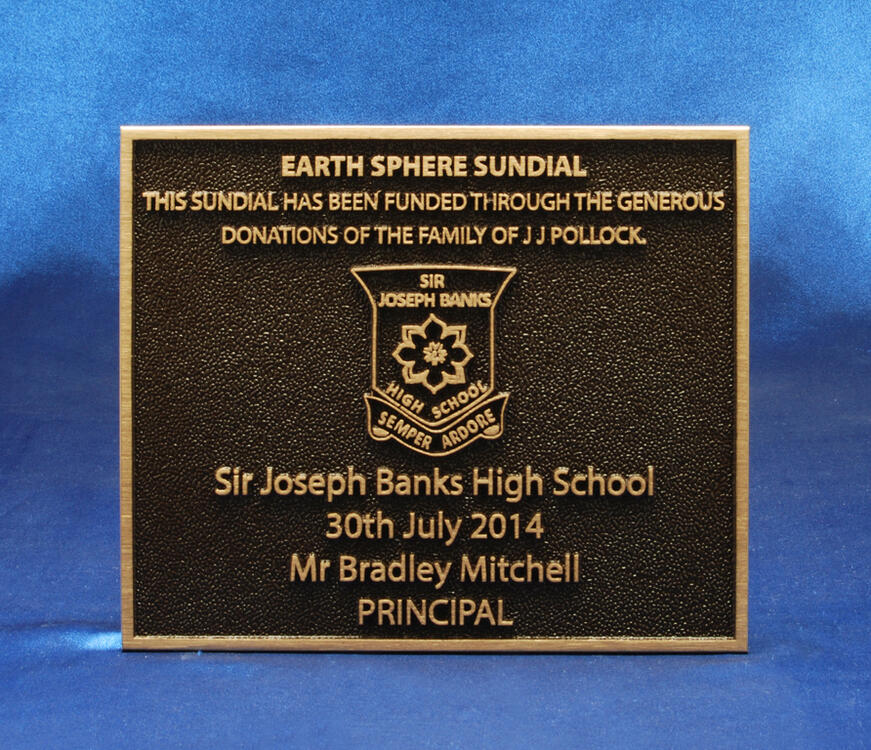 EARTH SPHERE SUNDIAL
THIS SUNDIAL HAS BEEN FUNDED THROUGH THE GENEROUS
DONATIONS OF THE FAMILY OF J J POLLOCK.
SIR
JOSEPH BANKS
HIGH SCHOOL
SEMPER ARDORE
Sir Joseph Banks High School
30th July 2014
Mr Bradley Mitchell
PRINCIPAL